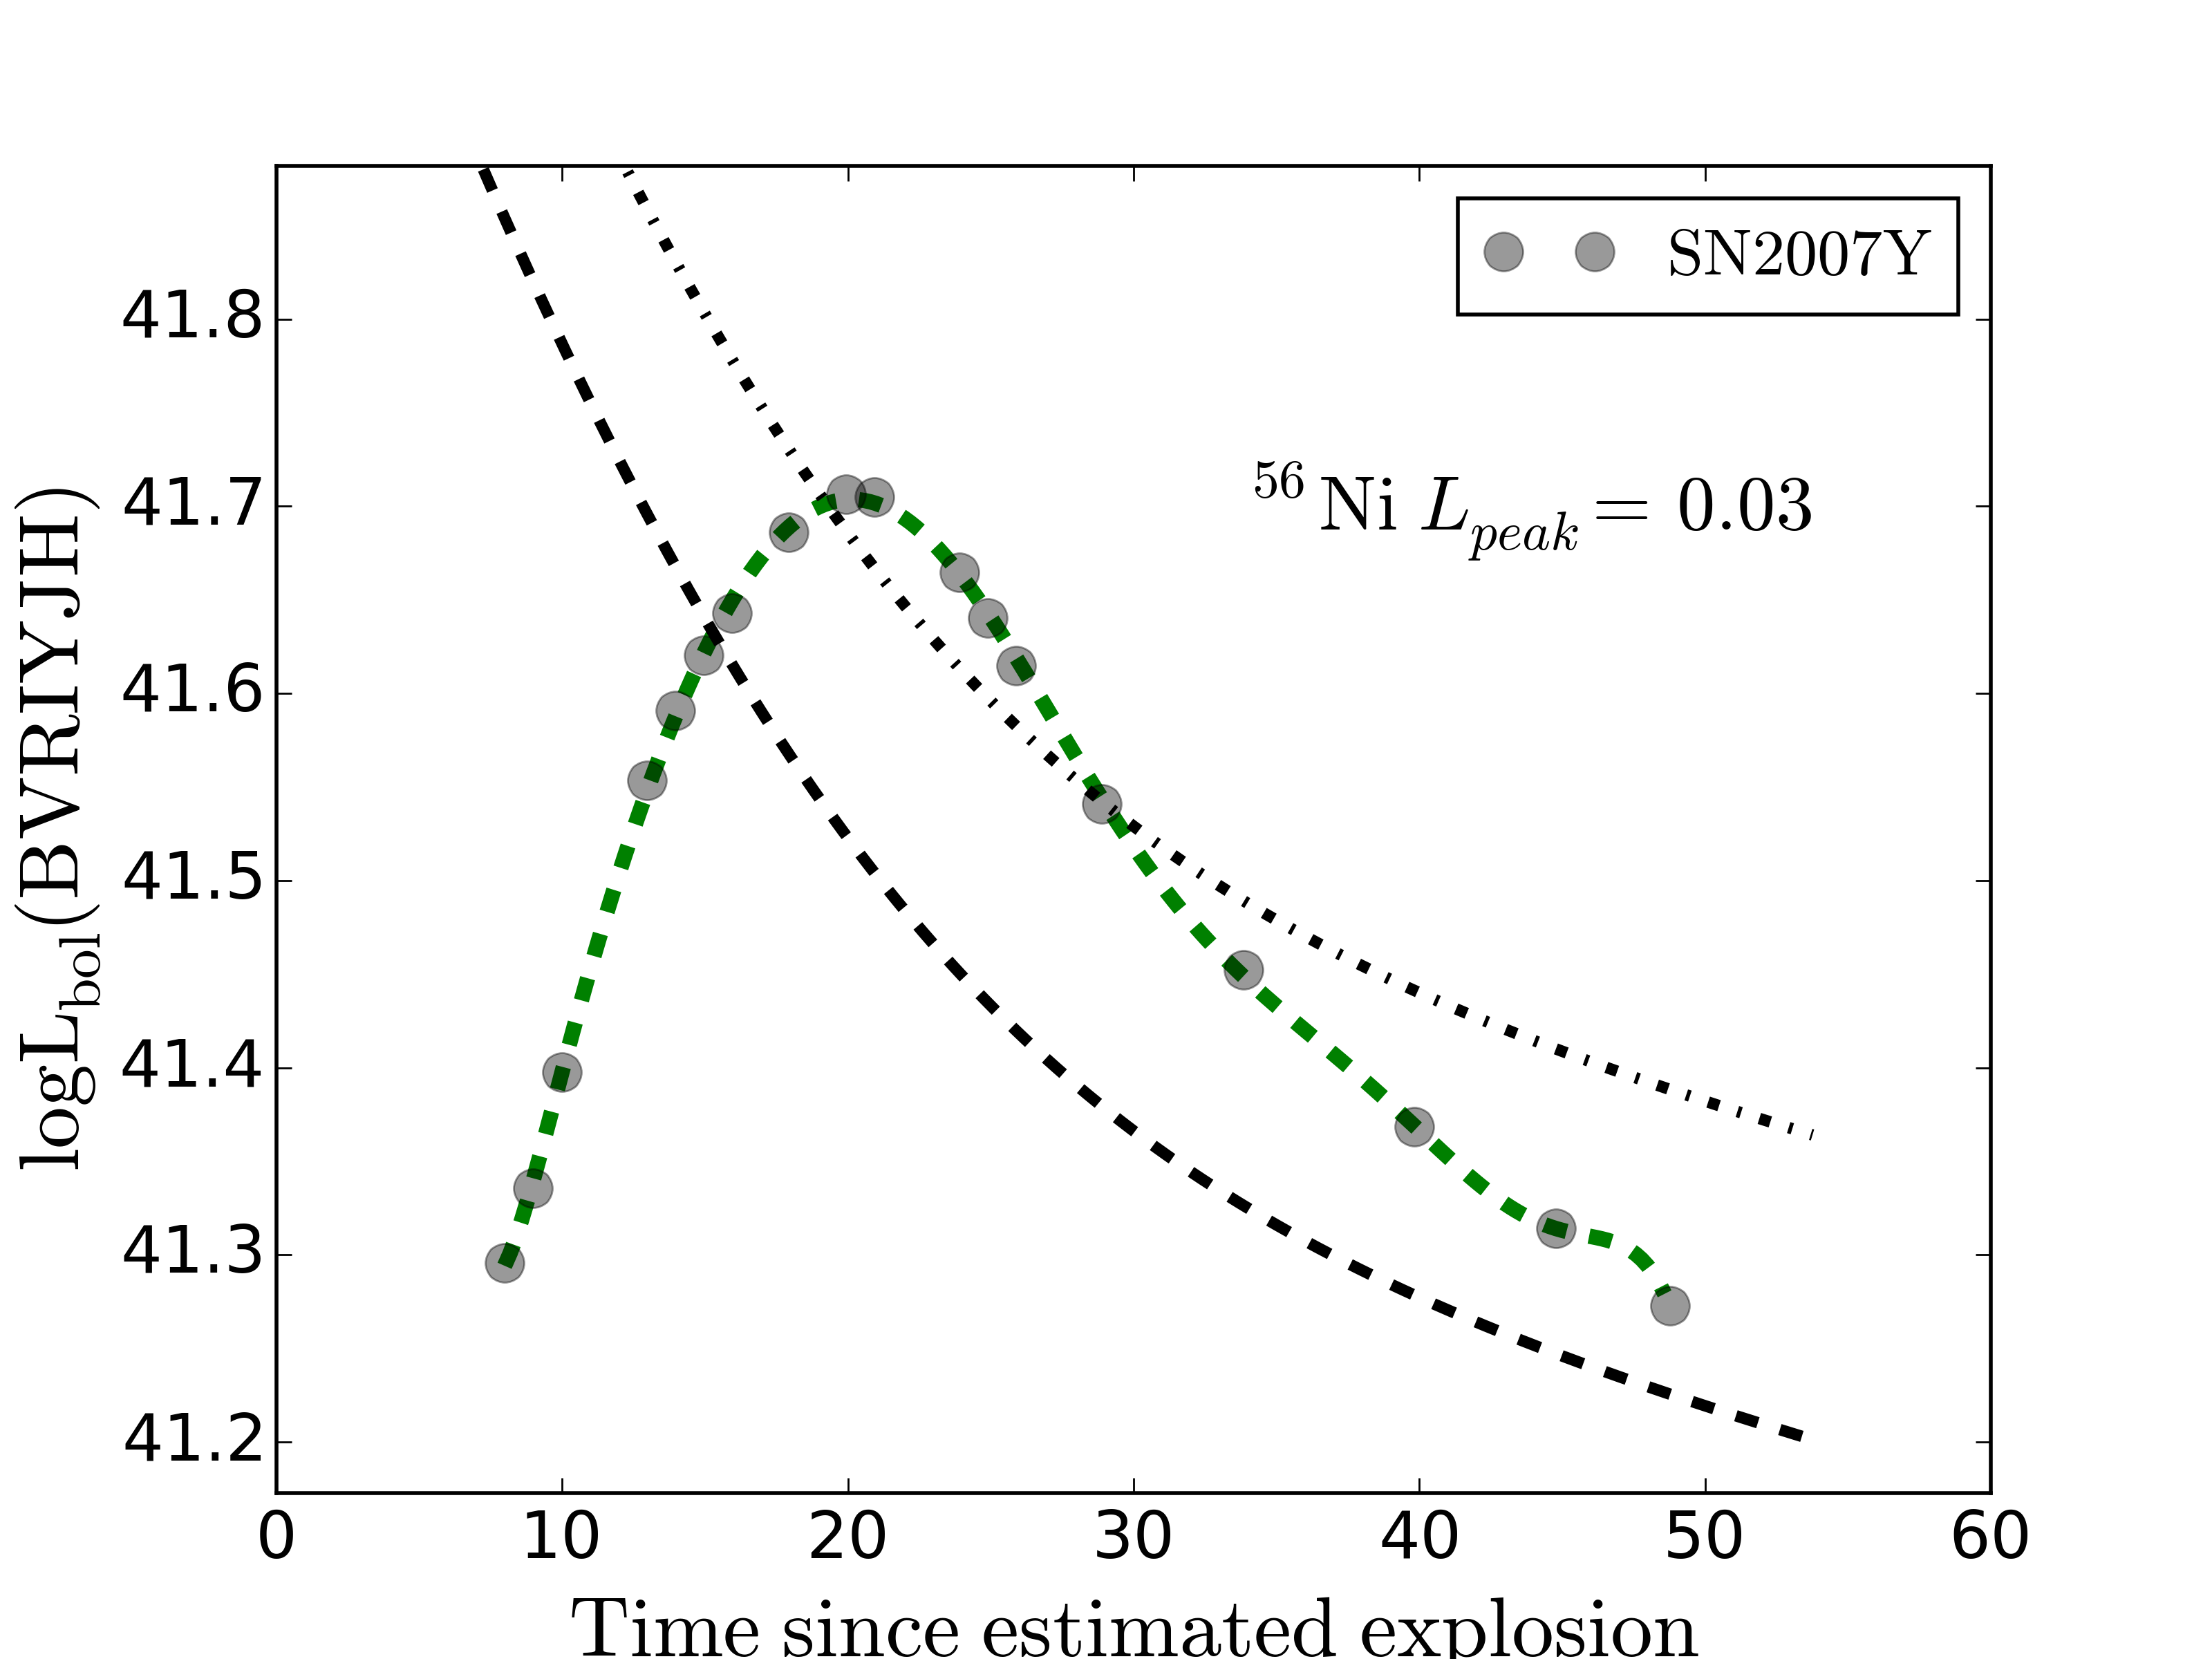 SN2007Y
⁵⁶Ni L_peak = 0.03
logL_bol(BVRIYJH)
41.8
41.7
41.6
41.5
41.4
41.3
41.2
0 10 20 30 40 50 60
Time since estimated explosion